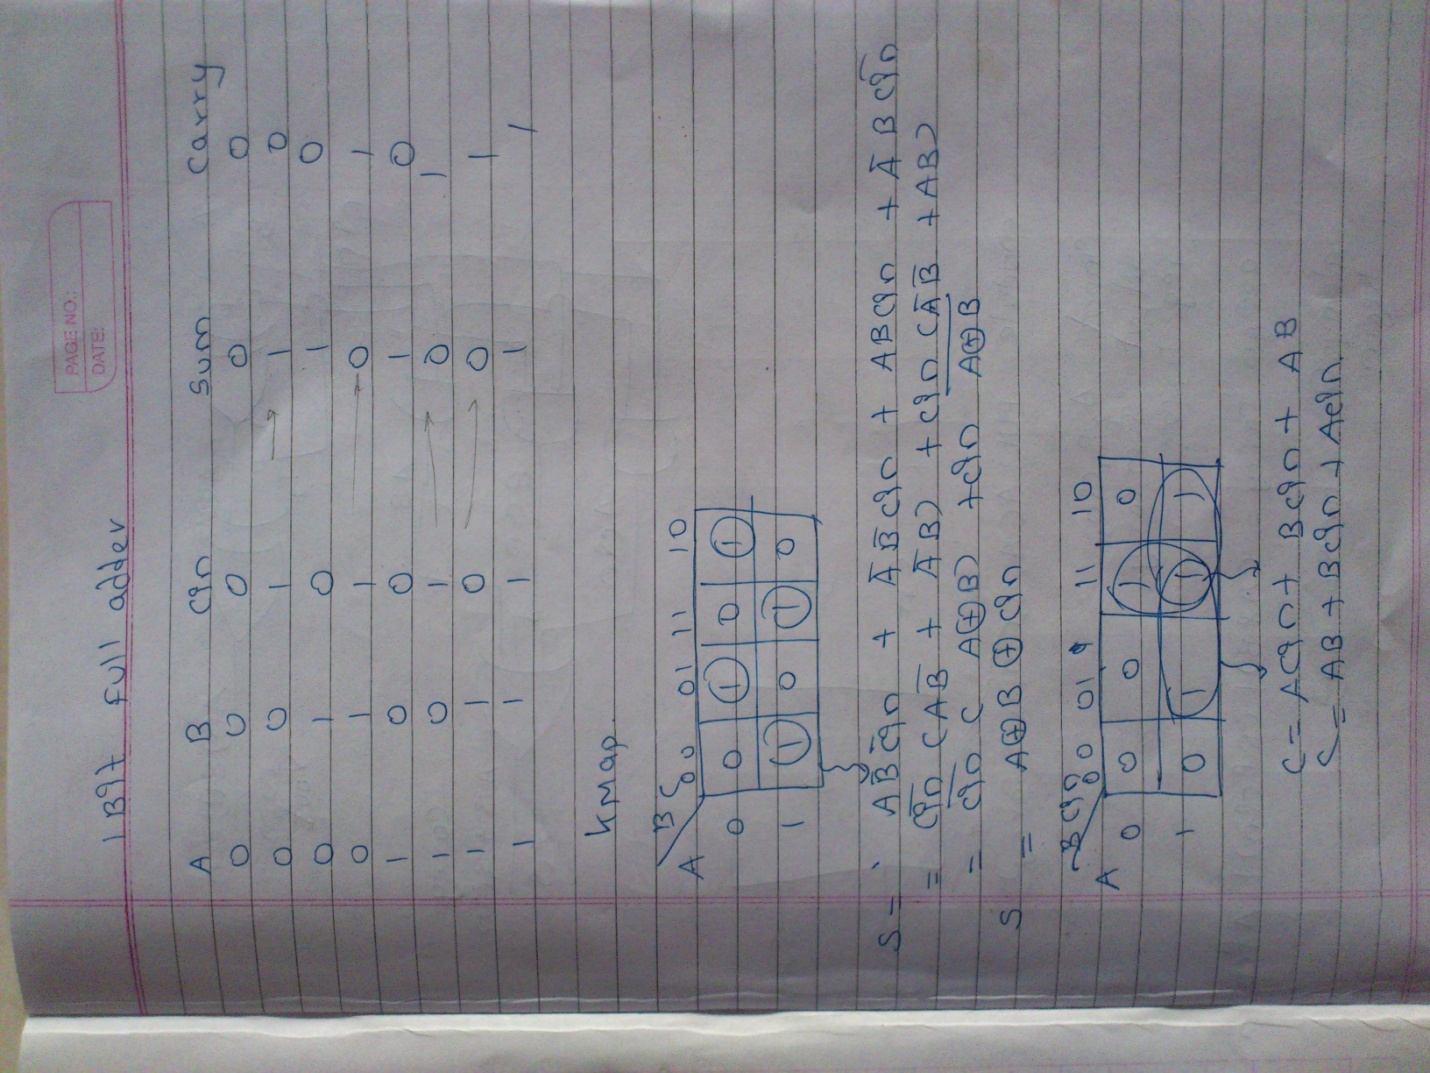 PAGE NO.:
DATE:
1 Bit full adder
A B Cin Sum Carry
0 0 0 0 0
0 0 1 1 0
0 1 0 1 0
0 1 1 0 1
1 0 0 1 0
1 0 1 0 1
1 1 0 0 1
1 1 1 1 1
K map
A BC 00 01 11 10
0 0 1 0 1
1 1 0 1 0
S = AB̅C̅in + A̅B̅Cin + ABCin + A̅BC̅in
= C̅in (AB̅ + A̅B) + Cin (A̅B̅ + AB)
= C̅in (A⊕B) + Cin A⊕B
S = A⊕B⊕Cin
A BCin 00 01 11 10
0 0 0 1 0
1 0 1 1 1
C = ACin + BCin + AB
C = AB + BCin + ACin